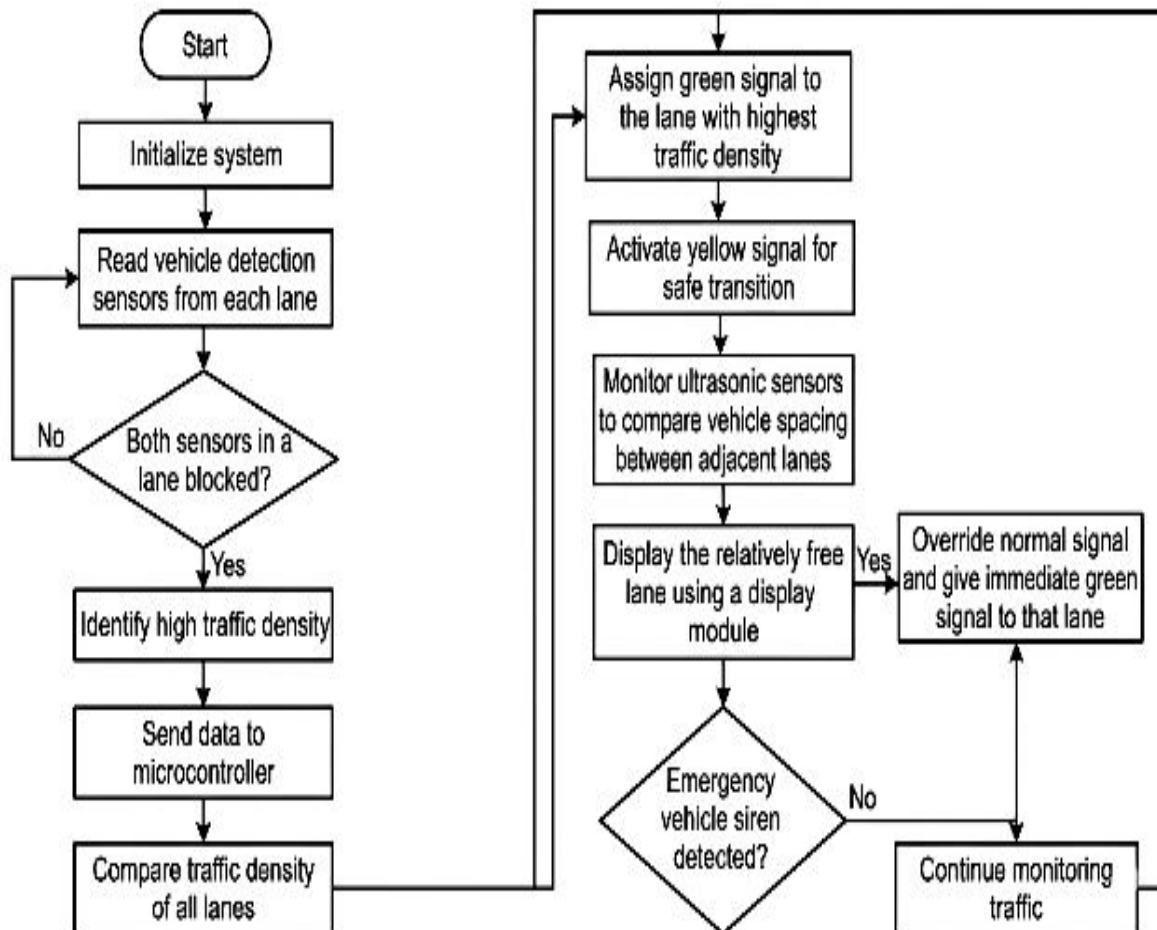 Start
Initialize system
Read vehicle detection
sensors from each lane
No
Both sensors in a
lane blocked?
Yes
Identify high traffic density
Send data to
microcontroller
Compare traffic density
of all lanes
Assign green signal to
the lane with highest
traffic density
Activate yellow signal for
safe transition
Monitor ultrasonic sensors
to compare vehicle spacing
between adjacent lanes
Display the relatively free
lane using a display
module
Yes
Override normal signal
and give immediate green
signal to that lane
Emergency
vehicle siren
detected?
No
Continue monitoring
traffic